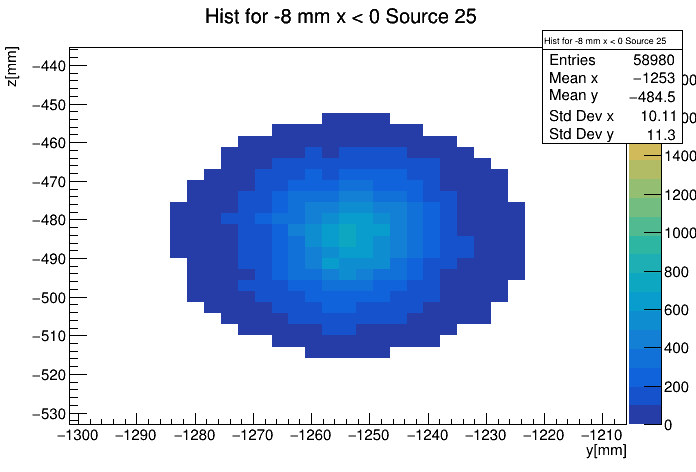 Hist for -8 mm x < 0 Source 25
z[mm]
Hist for -8 mm x < 0 Source 25
Entries 58980
Mean x −1253
Mean y −484.5
Std Dev x 10.11
Std Dev y 11.3
−440
−450
−460
−470
−480
−490
−500
−510
−520
−530
1400
1200
1000
800
600
400
200
0
−1300 −1290 −1280 −1270 −1260 −1250 −1240 −1230 −1220 −1210
y[mm]